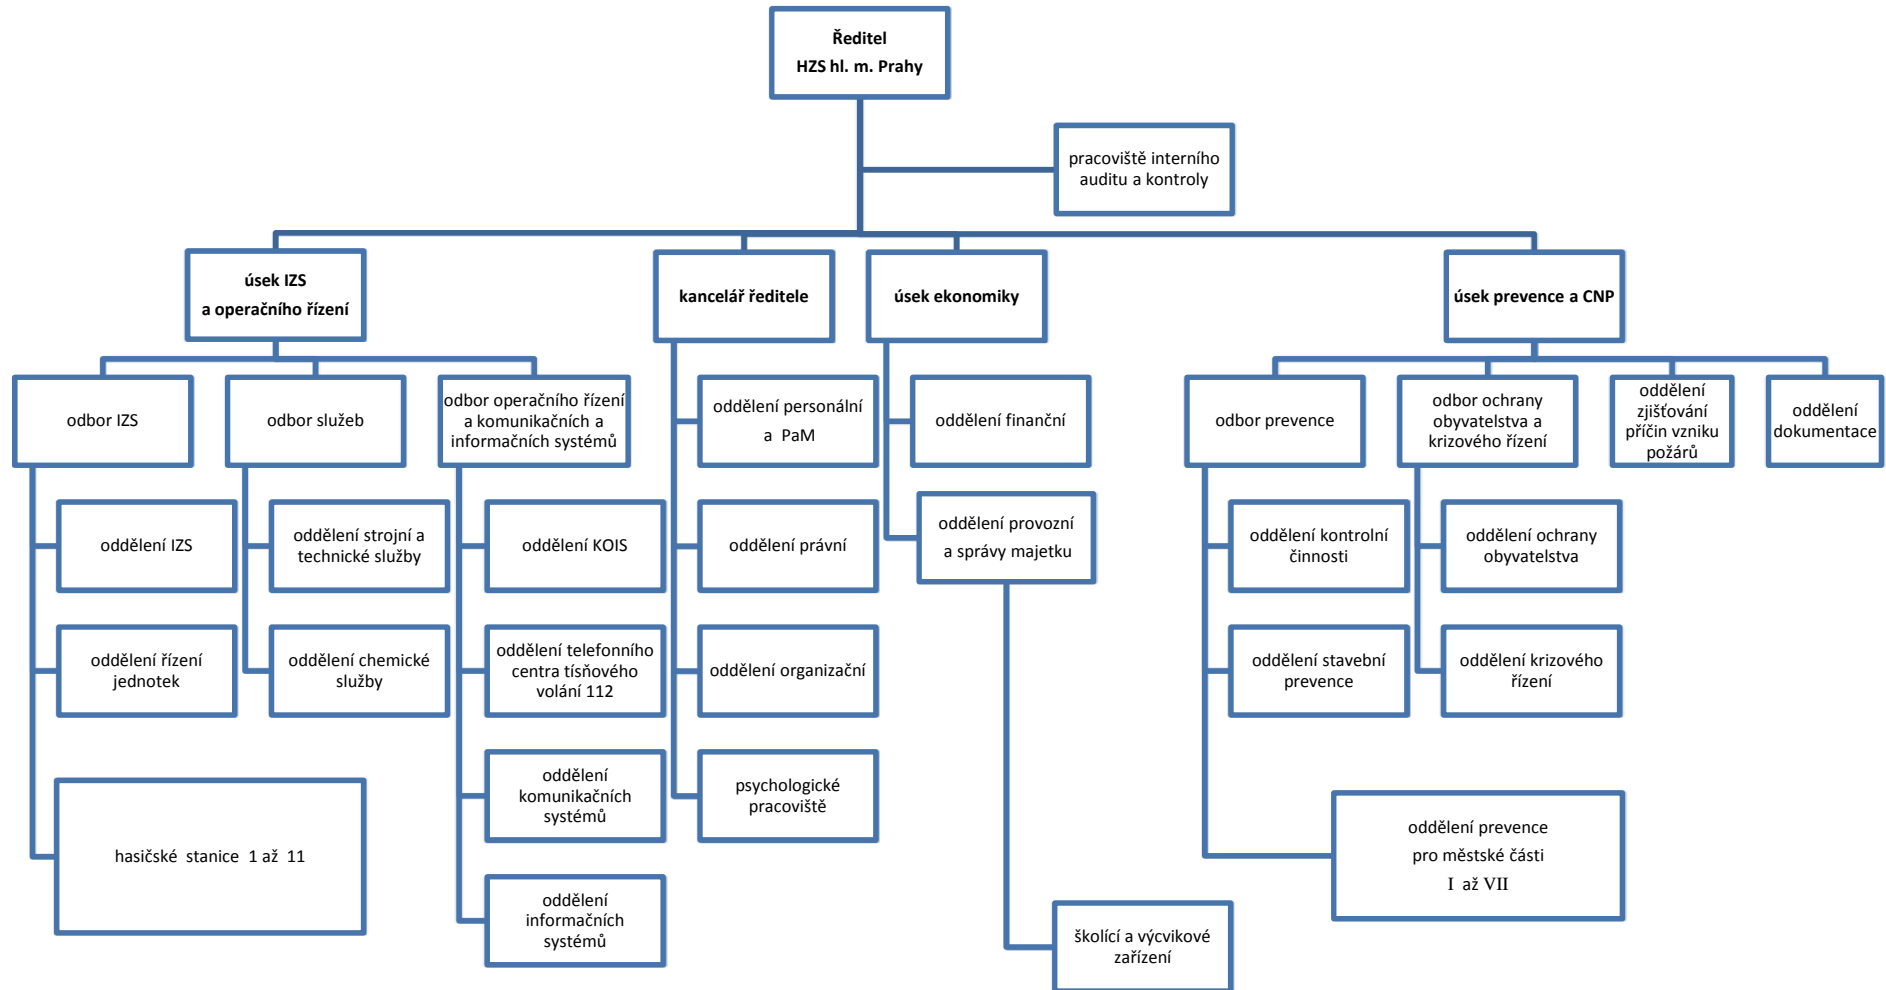 Ředitel
HZS hl. m. Prahy
pracoviště interního
auditu a kontroly
úsek IZS
a operačního řízení
kancelář ředitele
úsek ekonomiky
úsek prevence a CNP
odbor IZS
odbor služeb
odbor operačního řízení
a komunikačních a
informačních systémů
oddělení personální
a PaM
oddělení finanční
odbor prevence
odbor ochrany
obyvatelstva a
krizového řízení
oddělení
zjišťování
příčin vzniku
požárů
oddělení
dokumentace
oddělení IZS
oddělení strojní a
technické služby
oddělení KOIS
oddělení právní
oddělení provozní
a správy majetku
oddělení kontrolní
činnosti
oddělení ochrany
obyvatelstva
oddělení řízení
jednotek
oddělení chemické
služby
oddělení telefonního
centra tísňového
volání 112
oddělení organizační
oddělení stavební
prevence
oddělení krizového
řízení
hasičské stanice 1 až 11
oddělení
komunikačních
systémů
psychologické
pracoviště
oddělení prevence
pro městské části
I až VII
oddělení
informačních
systémů
školící a výcvikové
zařízení